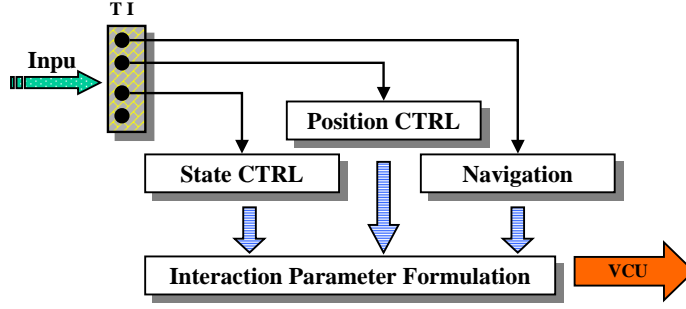 T I
Inpu
Position CTRL
State CTRL
Navigation
Interaction Parameter Formulation
VCU